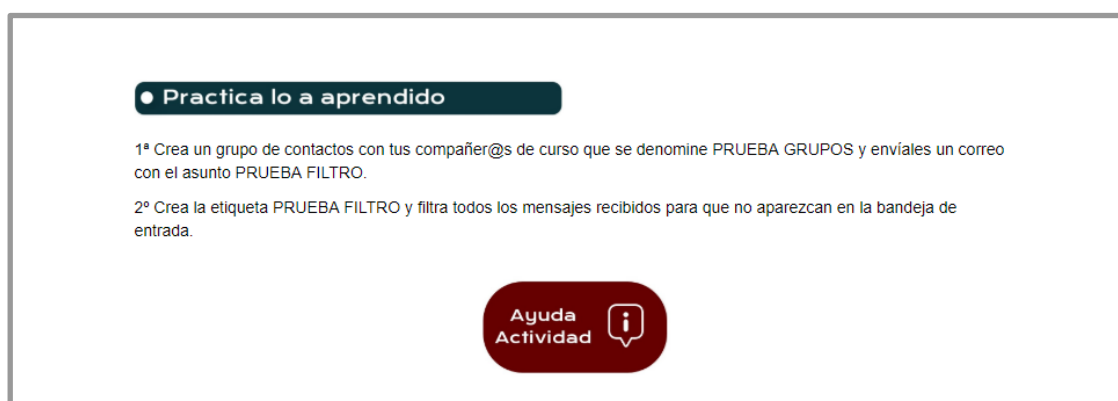 Practica lo a aprendido
1ª Crea un grupo de contactos con tus compañer@s de curso que se denomine PRUEBA GRUPOS y envíales un correo
con el asunto PRUEBA FILTRO.
2º Crea la etiqueta PRUEBA FILTRO y filtra todos los mensajes recibidos para que no aparezcan en la bandeja de
entrada.
Ayuda
Actividad